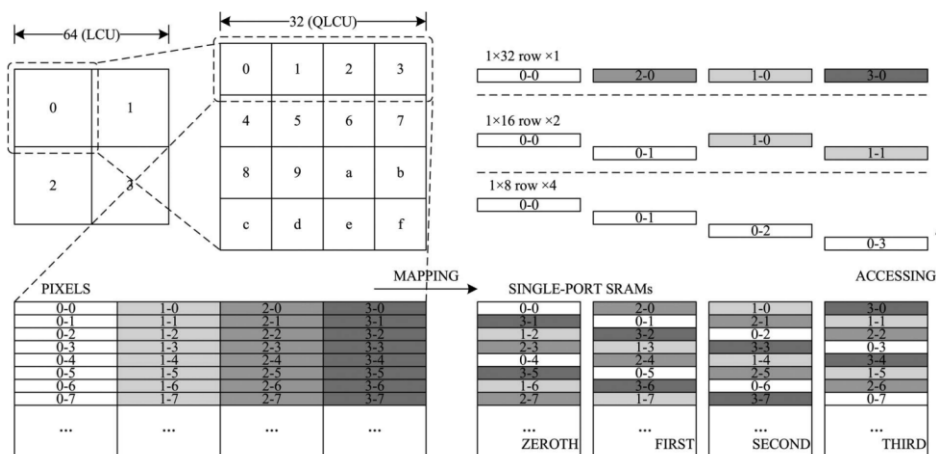 64 (LCU)
32 (QLCU)
0 1
2 3
0 1 2 3
4 5 6 7
8 9 a b
c d e f
1×32 row ×1
0-0 2-0 1-0 3-0
1×16 row ×2
0-0 1-0
0-1 1-1
1×8 row ×4
0-0
0-1
0-2
0-3
PIXELS
MAPPING
SINGLE-PORT SRAMs
ACCESSING
0-0 1-0 2-0 3-0
0-1 1-1 2-1 3-1
0-2 1-2 2-2 3-2
0-3 1-3 2-3 3-3
0-4 1-4 2-4 3-4
0-5 1-5 2-5 3-5
0-6 1-6 2-6 3-6
0-7 1-7 2-7 3-7
... ... ... ...
0-0 2-0 1-0 3-0
3-1 0-1 2-1 1-1
1-2 3-2 0-2 2-2
2-3 1-3 3-3 0-3
0-4 2-4 1-4 3-4
3-5 0-5 2-5 1-5
1-6 3-6 0-6 2-6
2-7 1-7 3-7 0-7
... ... ... ...
ZEROTH FIRST SECOND THIRD